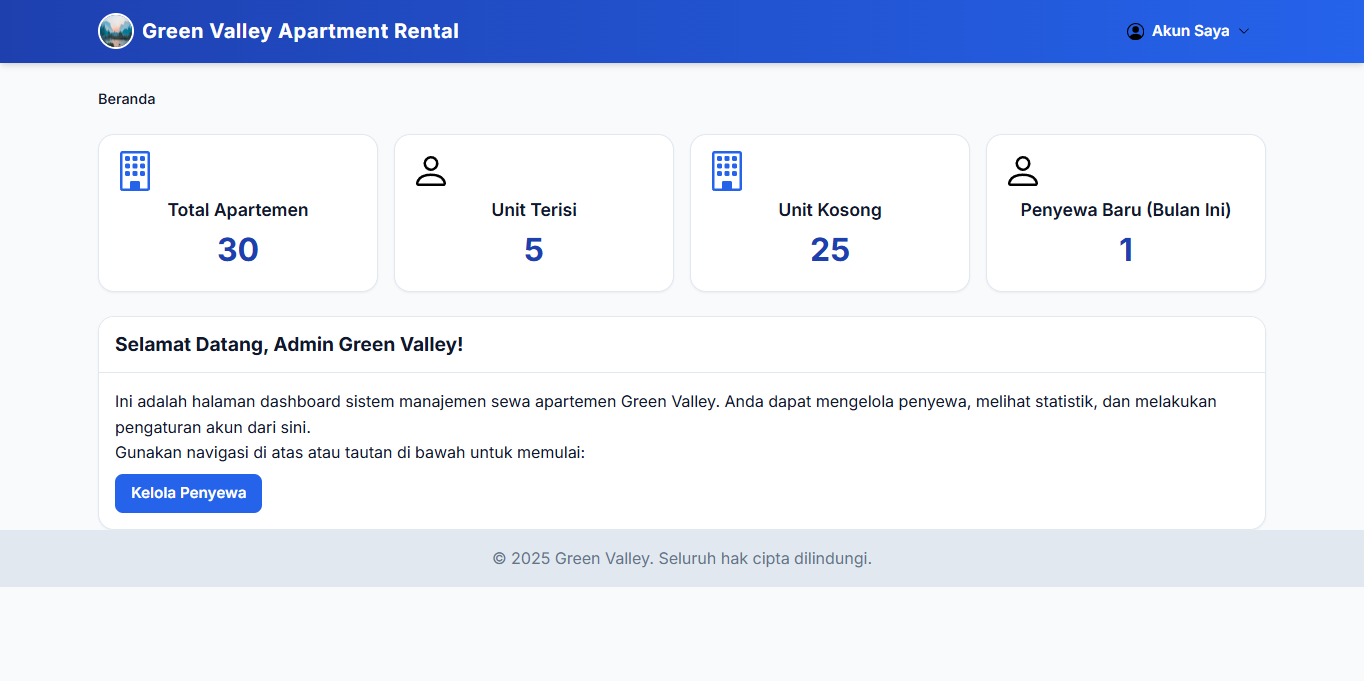 Green Valley Apartment Rental
Akun Saya
Beranda
Total Apartemen
30
Unit Terisi
5
Unit Kosong
25
Penyewa Baru (Bulan Ini)
1
Selamat Datang, Admin Green Valley!
Ini adalah halaman dashboard sistem manajemen sewa apartemen Green Valley. Anda dapat mengelola penyewa, melihat statistik, dan melakukan
pengaturan akun dari sini.
Gunakan navigasi di atas atau tautan di bawah untuk memulai:
Kelola Penyewa
© 2025 Green Valley. Seluruh hak cipta dilindungi.